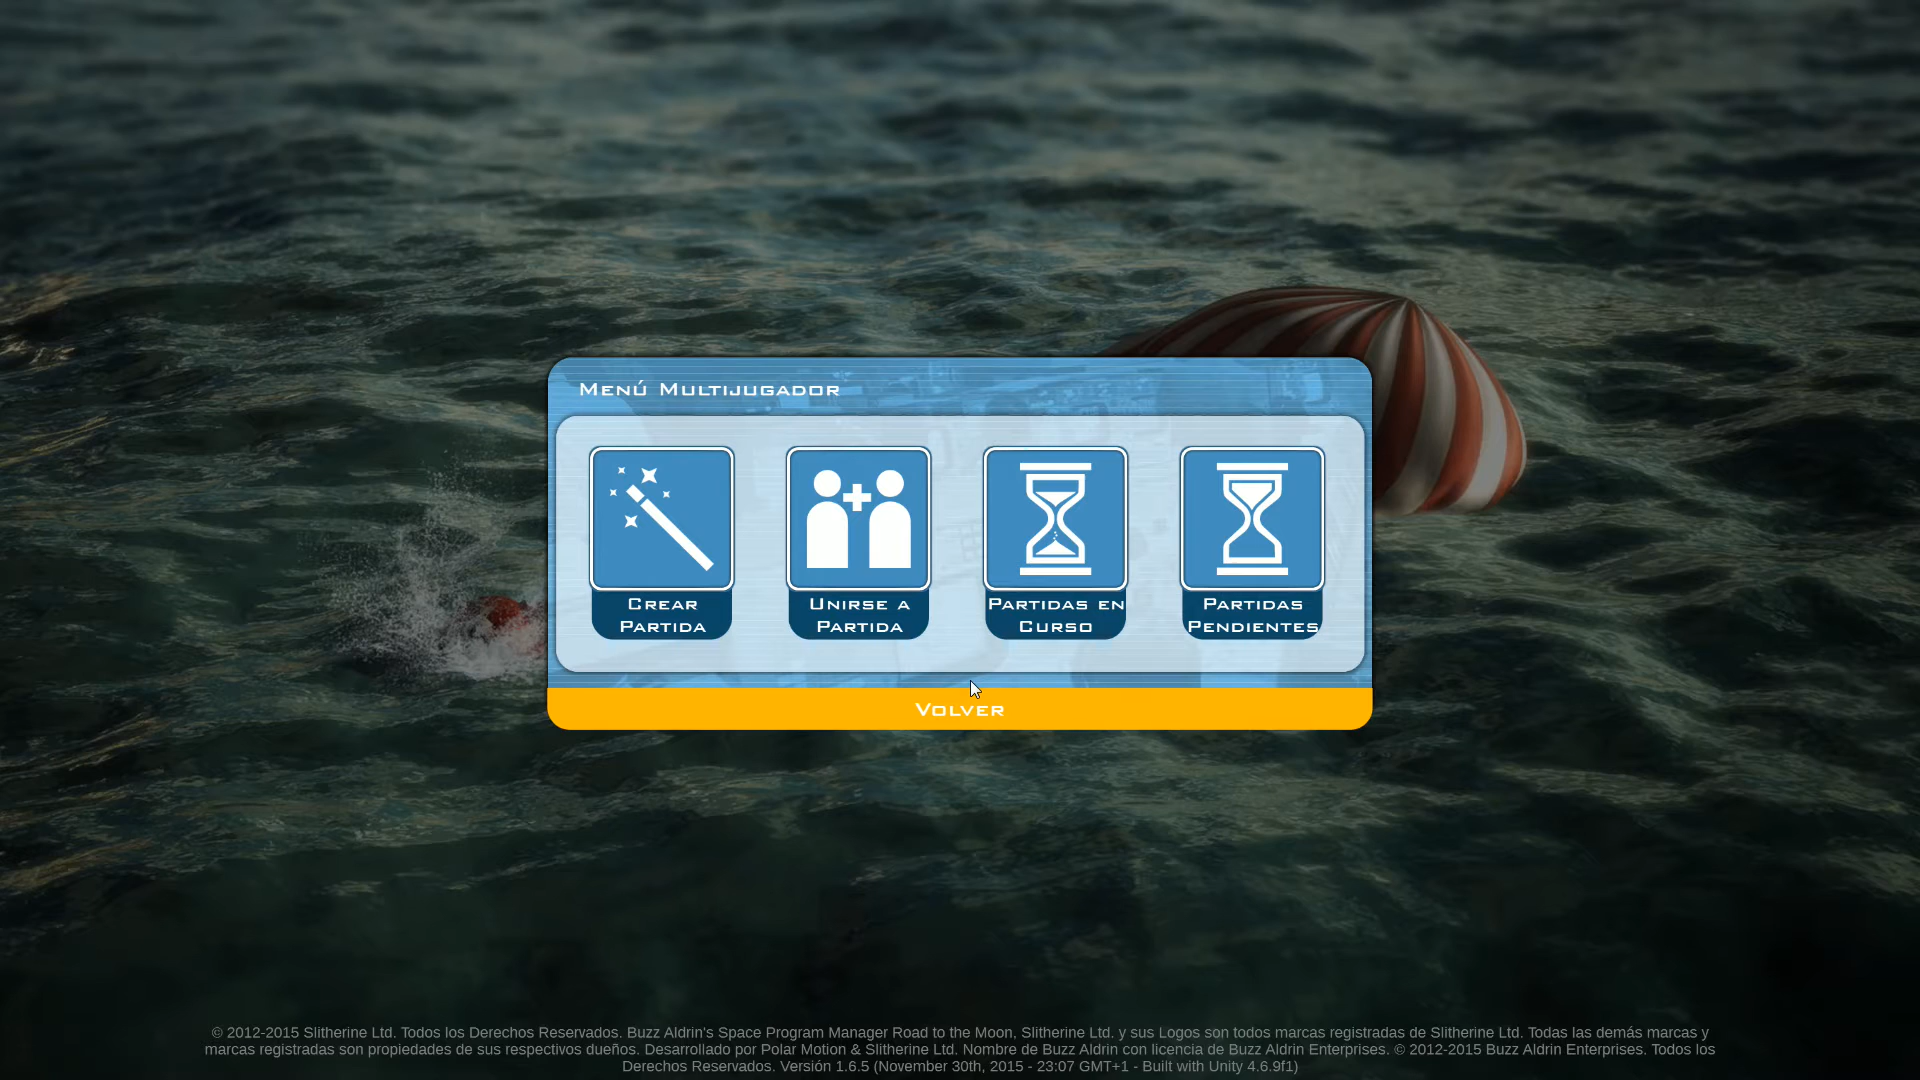 Menú Multijugador
Crear
Partida
Unirse a
Partida
Partidas en
Curso
Partidas
Pendientes
Volver
© 2012-2015 Slitherine Ltd. Todos los Derechos Reservados. Buzz Aldrin's Space Program Manager Road to the Moon, Slitherine Ltd. y sus Logos son todos marcas registradas de Slitherine Ltd. Todas las demás marcas y
marcas registradas son propiedades de sus respectivos dueños. Desarrollado por Polar Motion & Slitherine Ltd. Nombre de Buzz Aldrin con licencia de Buzz Aldrin Enterprises. © 2012-2015 Buzz Aldrin Enterprises. Todos los
Derechos Reservados. Versión 1.6.5 (November 30th, 2015 - 23:07 GMT+1 - Built with Unity 4.6.9f1)